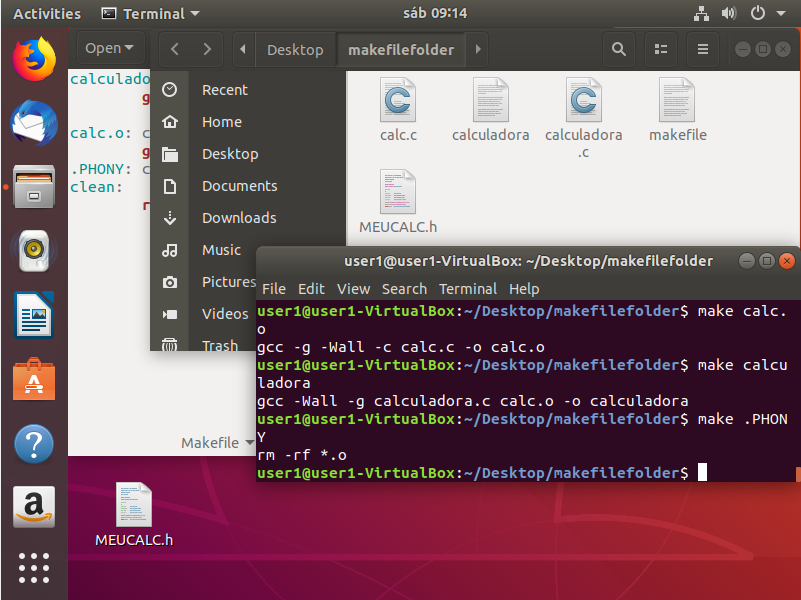 Activities Terminal sáb 09:14
Open Desktop makefilefolder
calculado
g
calc.o: c
g
.PHONY: c
clean:
r
Makefile
Recent
Home
Desktop
Documents
Downloads
Music
Pictures
Videos
Trash
calc.c calculadora calculadora makefile
.c
MEUCALC.h
user1@user1-VirtualBox: ~/Desktop/makefilefolder
File Edit View Search Terminal Help
user1@user1-VirtualBox:~/Desktop/makefilefolder$ make calc.
o
gcc -g -Wall -c calc.c -o calc.o
user1@user1-VirtualBox:~/Desktop/makefilefolder$ make calcu
ladora
gcc -Wall -g calculadora.c calc.o -o calculadora
user1@user1-VirtualBox:~/Desktop/makefilefolder$ make .PHON
Y
rm -rf *.o
user1@user1-VirtualBox:~/Desktop/makefilefolder$
MEUCALC.h